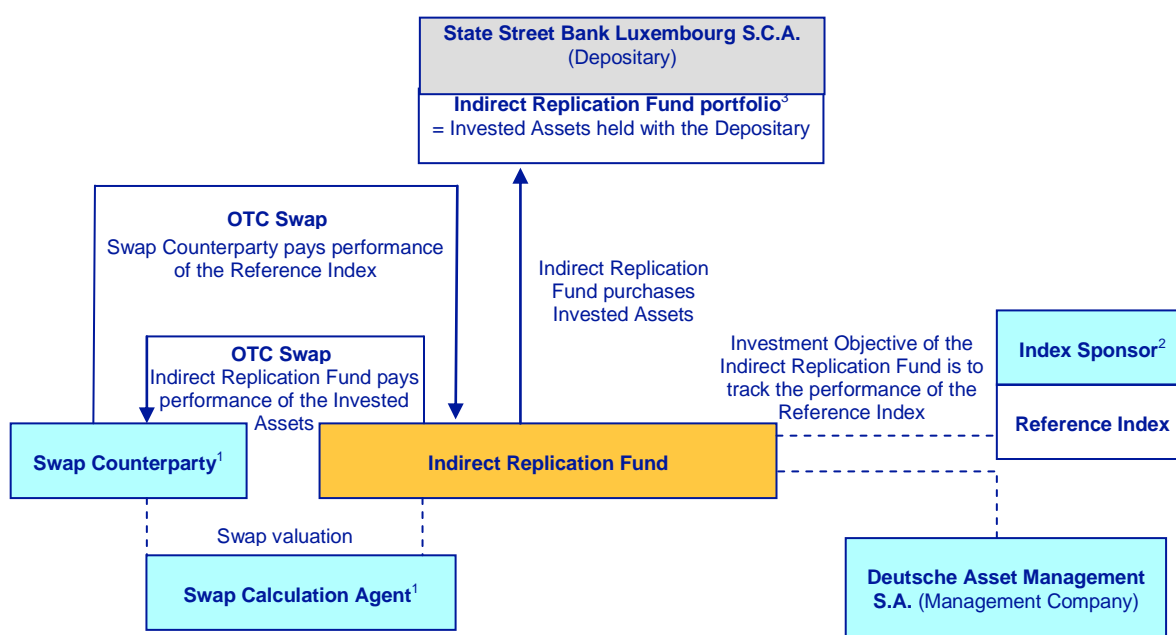 State Street Bank Luxembourg S.C.A.
(Depositary)
Indirect Replication Fund portfolio3
= Invested Assets held with the Depositary
OTC Swap
Swap Counterparty pays performance
of the Reference Index
Indirect Replication
Fund purchases
Invested Assets
OTC Swap
Indirect Replication Fund pays
performance of the Invested
Assets
Investment Objective of the
Indirect Replication Fund is to
track the performance of the
Reference Index
Index Sponsor2
Reference Index
Swap Counterparty1
Indirect Replication Fund
Swap valuation
Swap Calculation Agent1
Deutsche Asset Management
S.A. (Management Company)